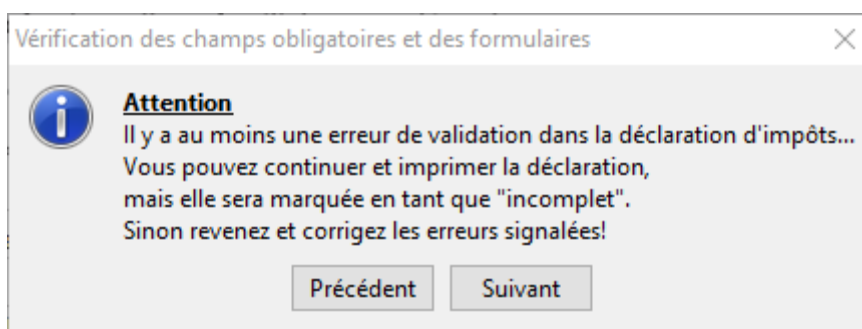 Vérification des champs obligatoires et des formulaires
Attention
Il y a au moins une erreur de validation dans la déclaration d'impôts...
Vous pouvez continuer et imprimer la déclaration,
mais elle sera marquée en tant que "incomplet".
Sinon revenez et corrigez les erreurs signalées!
Précédent
Suivant